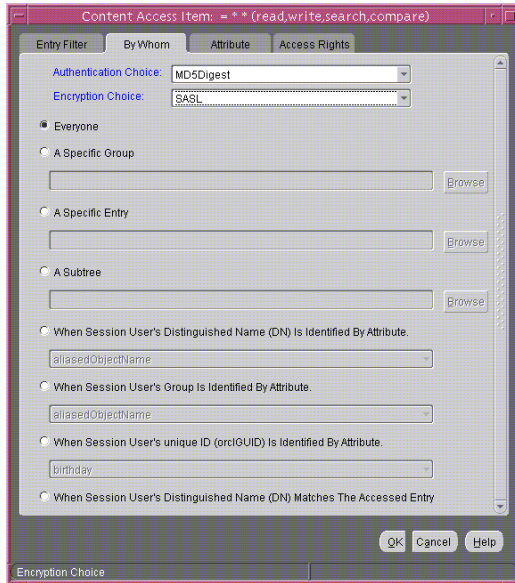 Content Access Item: = * * (read,write,search,compare)
Entry Filter By Whom Attribute Access Rights
Authentication Choice: MD5Digest
Encryption Choice: SASL
Everyone
A Specific Group
Browse
A Specific Entry
Browse
A Subtree
Browse
When Session User's Distinguished Name (DN) Is Identified By Attribute.
aliasedObjectName
When Session User's Group Is Identified By Attribute.
aliasedObjectName
When Session User's unique ID (orclGUID) Is Identified By Attribute.
birthday
When Session User's Distinguished Name (DN) Matches The Accessed Entry
OK Cancel Help
Encryption Choice